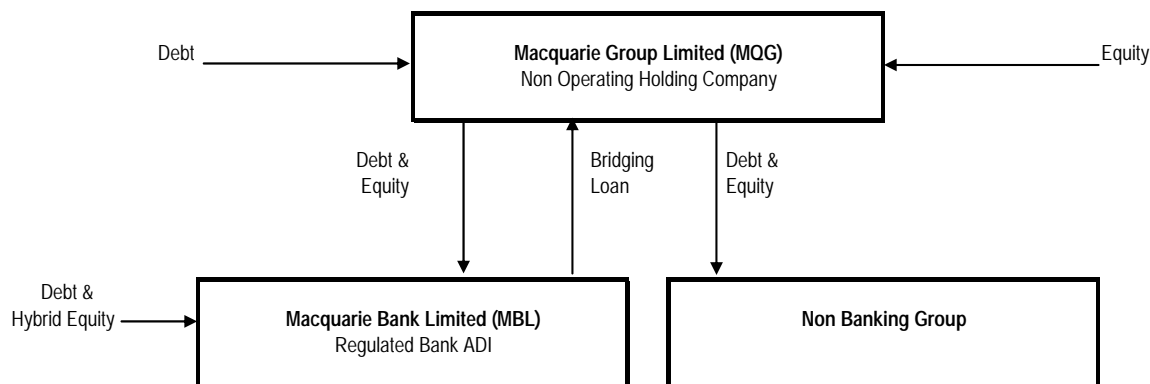 Debt
Macquarie Group Limited (MQG)
Non Operating Holding Company
Equity
Debt &
Equity
Bridging
Loan
Debt &
Equity
Debt &
Hybrid Equity
Macquarie Bank Limited (MBL)
Regulated Bank ADI
Non Banking Group